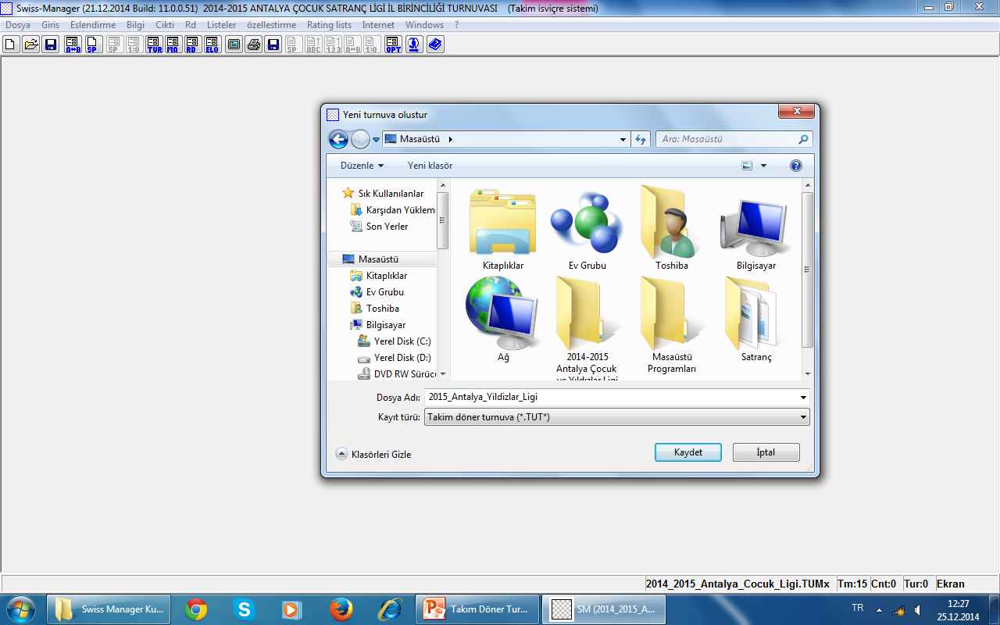 Swiss-Manager (21.12.2014 Build: 11.0.0.51)  2014-2015 ANTALYA ÇOCUK SATRANÇ LİGİ İL BİRİNCİLİĞİ TURNUVASI    (Takim isviçre sistemi)
Dosya Giris Eslendirme Bilgi Cikti Rd Listeler özellestirme Rating lists Internet Windows ?
A↔B SP SP 1:0 TUR MA RD ELO SP ABC 1.2.3 A↔B 1:0 OPT
Yeni turnuva olustur
Masaüstü
Ara: Masaüstü
Düzenle Yeni klasör
Sık Kullanılanlar
Karşıdan Yüklem
Son Yerler
Masaüstü
Kitaplıklar
Ev Grubu
Toshiba
Bilgisayar
Yerel Disk (C:)
Yerel Disk (D:)
DVD RW Sürücü
Kitaplıklar Ev Grubu Toshiba Bilgisayar
Ağ 2014-2015 Antalya Çocuk ve Yıldızlar Ligi Masaüstü Programları Satranç
Dosya Adı: 2015_Antalya_Yildizlar_Ligi
Kayıt türü: Takim döner turnuva (*.TUT*)
Klasörleri Gizle Kaydet İptal
2014_2015_Antalya_Cocuk_Ligi.TUMx Tm:15 Cnt:0 Tur:0 Ekran
Swiss Manager Ku... Takım Döner Tur... SM (2014_2015_A... TR 12:27
25.12.2014